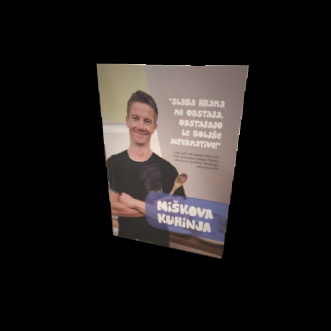 "SLABA HRANA
NE OBSTAJA,
OBSTAJAJO
LE BOLJŠE
ALTERNATIVE!"
MIŠKOVA
KUHINJA